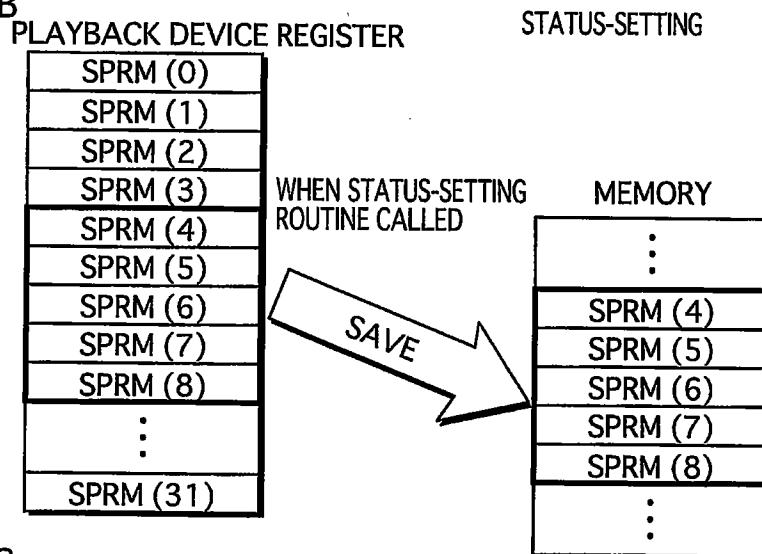 B
PLAYBACK DEVICE REGISTER
STATUS-SETTING
SPRM (0)
SPRM (1)
SPRM (2)
SPRM (3)
SPRM (4)
SPRM (5)
SPRM (6)
SPRM (7)
SPRM (8)
SPRM (31)
WHEN STATUS-SETTING
ROUTINE CALLED
SAVE
MEMORY
SPRM (4)
SPRM (5)
SPRM (6)
SPRM (7)
SPRM (8)